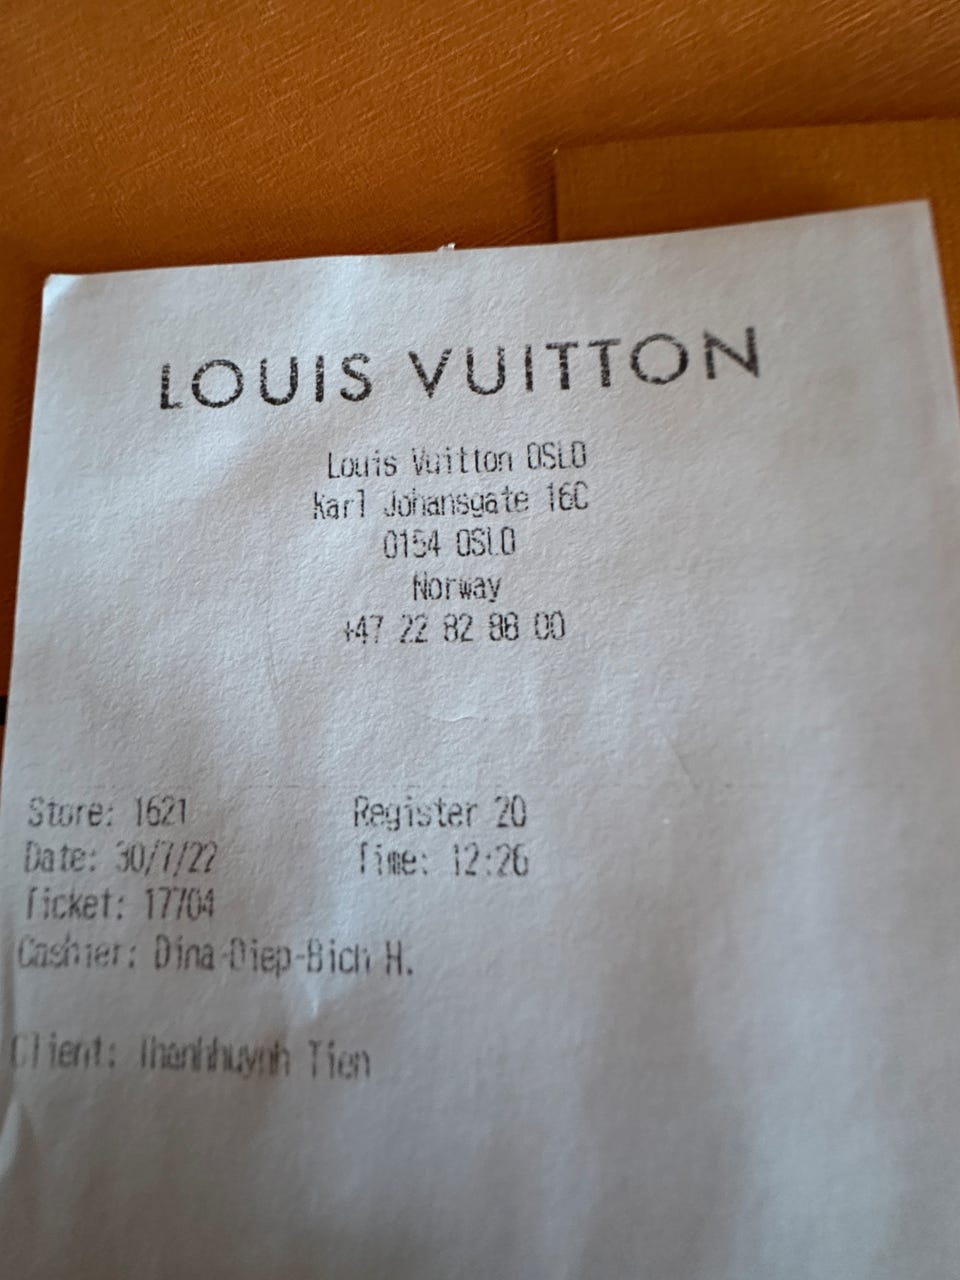 LOUIS VUITTON
Louis Vuitton OSLO
Karl Johansgate 16C
0154 OSLO
Norway
+47 22 82 88 00
Store: 1621 Register 20
Date: 30/7/22 Time: 12:26
Ticket: 17704
Cashier: Dina-Diep-Bich H.
Client: Thanhhuynh Tien